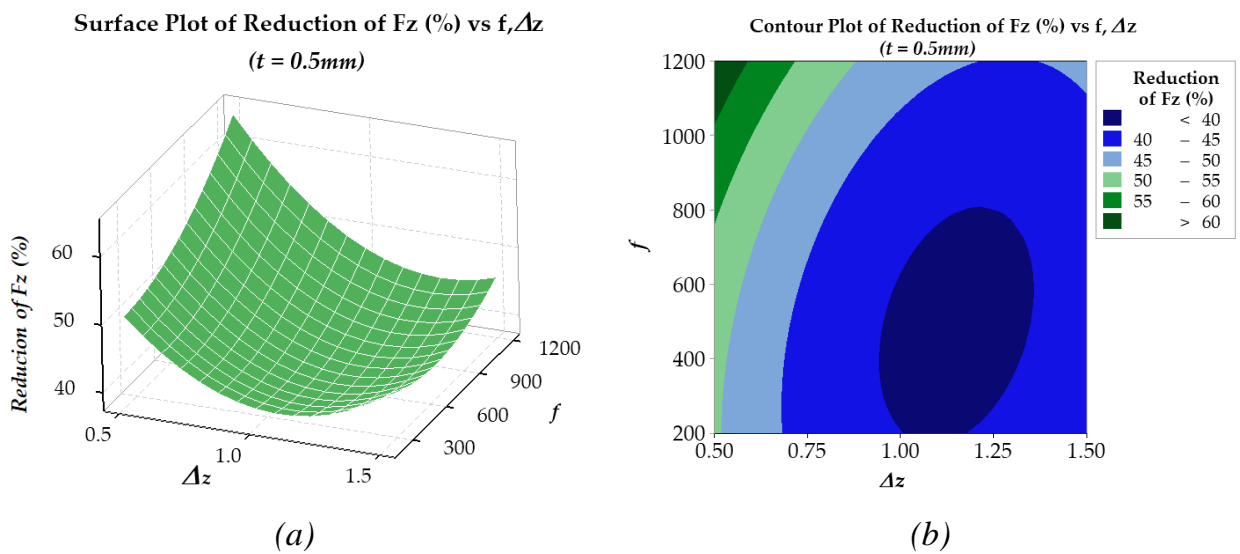 Surface Plot of Reduction of Fz (%) vs f,Δz
(t = 0.5mm)
Reducion of Fz (%)
60
50
40
0.5
1.0
1.5
Δz
300
600
900
1200
f
(a)
Contour Plot of Reduction of Fz (%) vs f, Δz
(t = 0.5mm)
1200
1000
800
600
400
200
f
0.50
0.75
1.00
1.25
1.50
Δz
Reduction
of Fz (%)
< 40
40 – 45
45 – 50
50 – 55
55 – 60
> 60
(b)